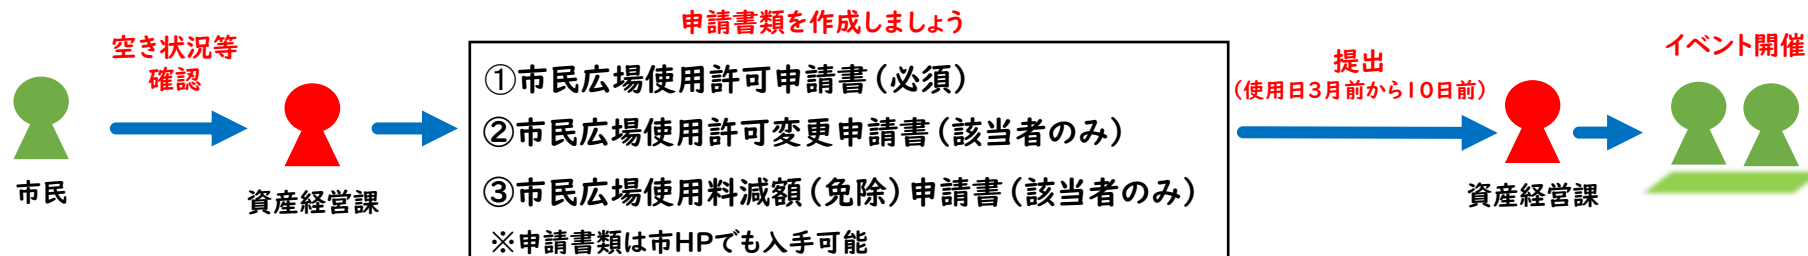 申請書類を作成しましょう
空き状況等
確認
市民
資産経営課
①市民広場使用許可申請書（必須）
②市民広場使用許可変更申請書（該当者のみ）
③市民広場使用料減額（免除）申請書（該当者のみ）
※申請書類は市HPでも入手可能
提出
（使用日3月前から10日前）
資産経営課
イベント開催